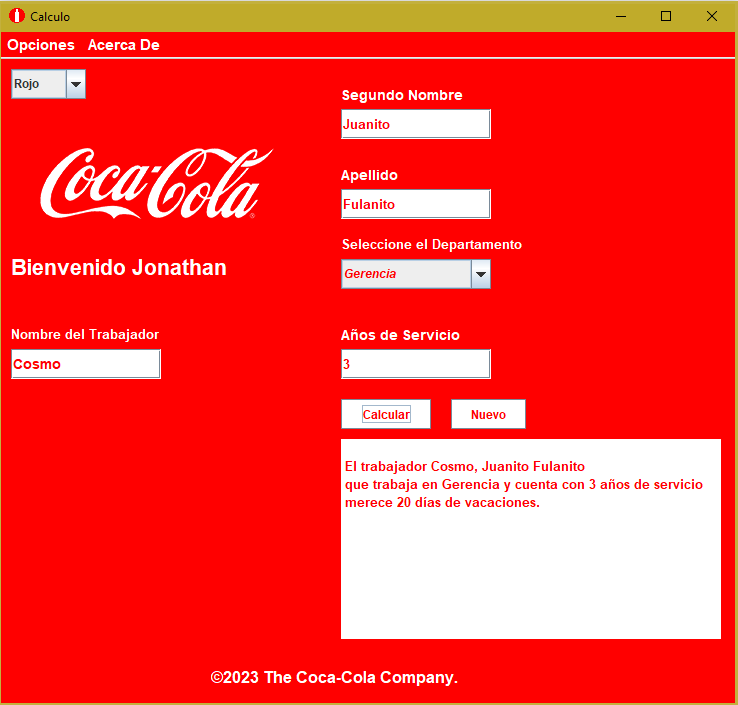 Calculo
Opciones Acerca De
Rojo
Coca-Cola
®
Bienvenido Jonathan
Nombre del Trabajador
Cosmo
Segundo Nombre
Juanito
Apellido
Fulanito
Seleccione el Departamento
Gerencia
Años de Servicio
3
Calcular Nuevo
El trabajador Cosmo, Juanito Fulanito
que trabaja en Gerencia y cuenta con 3 años de servicio
merece 20 días de vacaciones.
©2023 The Coca-Cola Company.